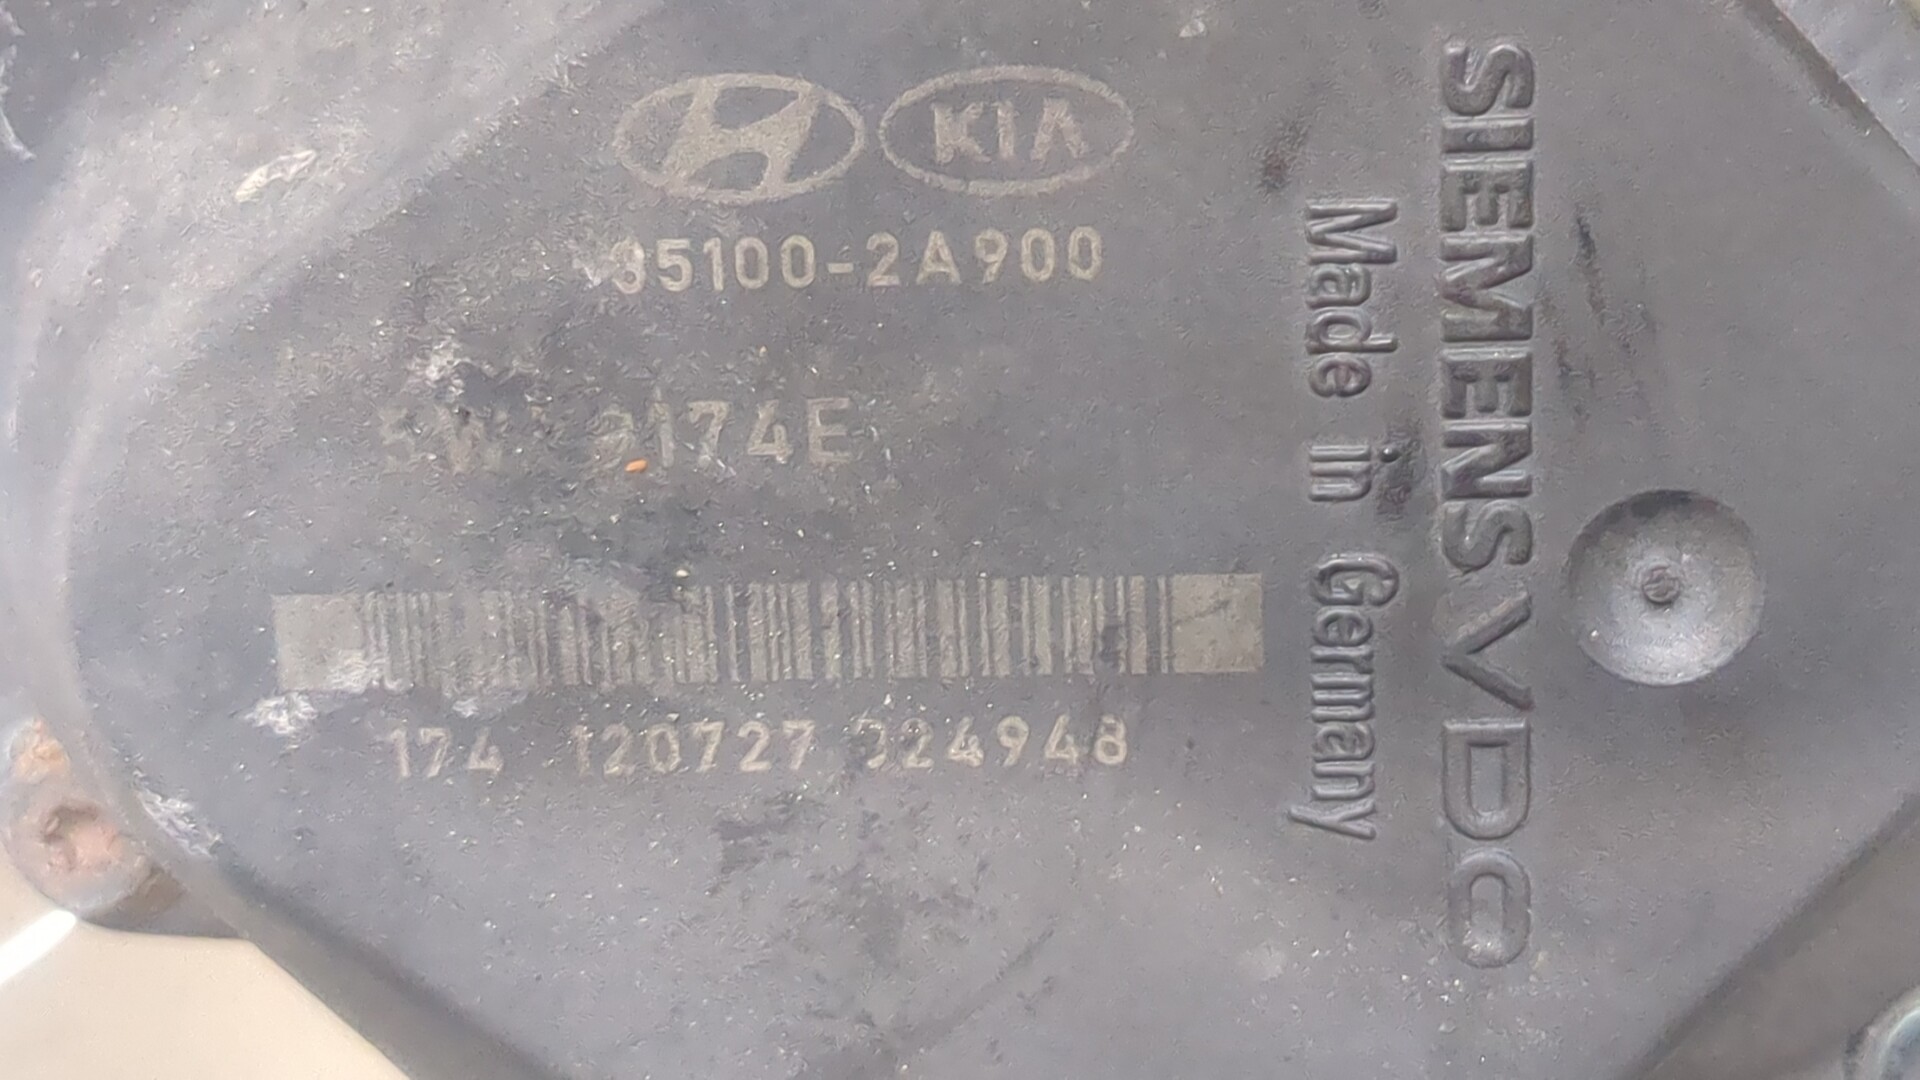 KIA
35100-2A900
174E
174 120727 324948
SIEMENS VDO
Made in Germany